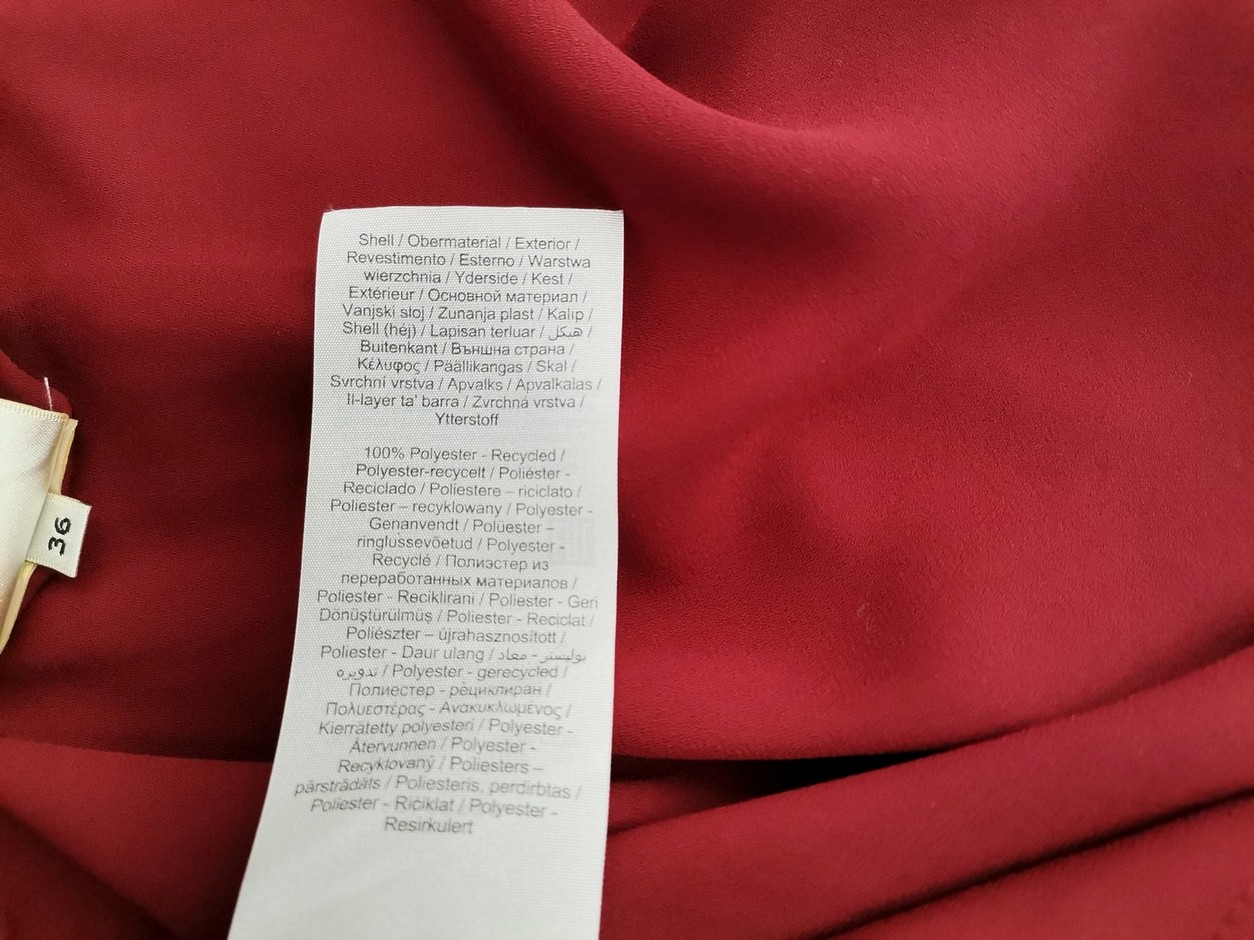 Shell / Obermaterial / Exterior /
Revestimento / Esterno / Warstwa
wierzchnia / Yderside / Kest /
Extérieur / Основной материал /
Vanjski sloj / Zunanja plast / Kalıp /
Shell (héj) / Lapisan terluar / هيكل /
Buitenkant / Външна страна /
Κέλυφος / Päällikangas / Skal /
Svrchní vrstva / Apvalks / Apvalkalas /
Il-layer ta' barra / Zvrchná vrstva /
Ytterstoff
100% Polyester - Recycled /
Polyester-recycelt / Poliéster -
Reciclado / Poliestere – riciclato /
Poliester – recyklowany / Polyester -
Genanvendt / Polüester –
ringlussevõetud / Polyester -
Recyclé / Полиэстер из
переработанных материалов /
Poliester - Reciklirani / Poliester - Geri
Dönüştürülmüş / Poliester - Reciclat /
Poliészter – újrahasznosított /
Poliester - Daur ulang / بوليستر - معاد
تدويره / Polyester - gerecycled /
Полиестер - рециклиран /
Πολυεστέρας - Ανακυκλωμένος /
Kierrätetty polyesteri / Polyester -
Återvunnen / Polyester -
Recyklovaný / Poliesters –
pārstrādāts / Poliesteris, perdirbtas /
Poliester - Riċiklat / Polyester -
Resirkulert
36